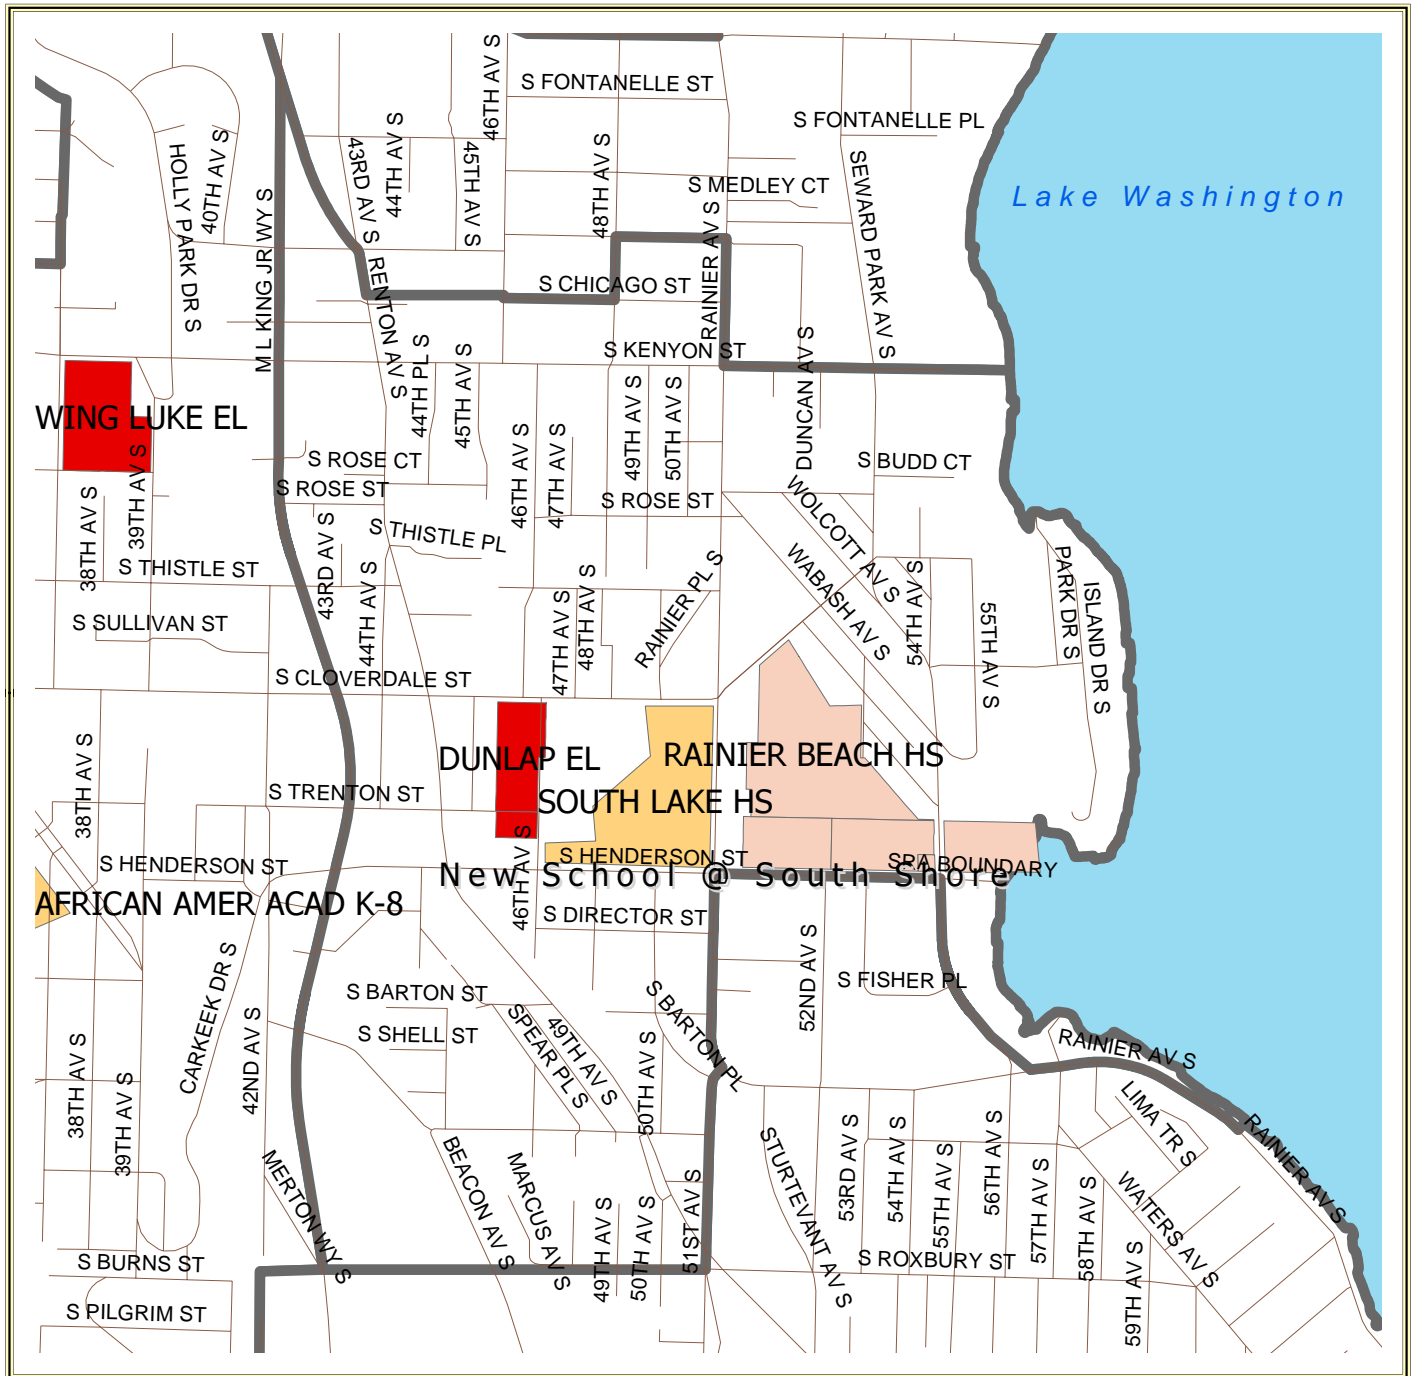 46TH AV S
S FONTANELLE ST
S FONTANELLE PL
40TH AV S
HOLLY PARK DR S
43RD AV S
44TH AV S
45TH AV S
48TH AV S
S MEDLEY CT
SEWARD PARK AV S
Lake Washington
M L KING JR WY S
RENTON AV S
RAINIER AV S
S CHICAGO ST
S KENYON ST
DUNCAN AV S
44TH PL S
45TH AV S
49TH AV S
50TH AV S
WING LUKE EL
46TH AV S
47TH AV S
S ROSE CT
S ROSE ST
S ROSE ST
S BUDD CT
38TH AV S
39TH AV S
S THISTLE PL
43RD AV S
WOLCOTT AV S
WABASH AV S
S THISTLE ST
44TH AV S
47TH AV S
48TH AV S
RAINIER PL S
54TH AV S
55TH AV S
PARK DR S
ISLAND DR S
S SULLIVAN ST
S CLOVERDALE ST
38TH AV S
DUNLAP EL
RAINIER BEACH HS
S TRENTON ST
SOUTH LAKE HS
46TH AV S
S HENDERSON ST
S HENDERSON ST
SRA BOUNDARY
New School @ South Shore
AFRICAN AMER ACAD K-8
S DIRECTOR ST
52ND AV S
CARKEEK DR S
S BARTON ST
S FISHER PL
S BARTON PL
S SHELL ST
SPEAR PL S
49TH AV S
50TH AV S
38TH AV S
39TH AV S
42ND AV S
RAINIER AV S
LIMA TR S
RAINIER AV S
MERTON WY S
BEACON AV S
MARCUS AV S
49TH AV S
50TH AV S
51ST AV S
STURTEVANT AV S
53RD AV S
54TH AV S
55TH AV S
56TH AV S
57TH AV S
58TH AV S
59TH AV S
WATERS AV S
S BURNS ST
S ROXBURY ST
S PILGRIM ST